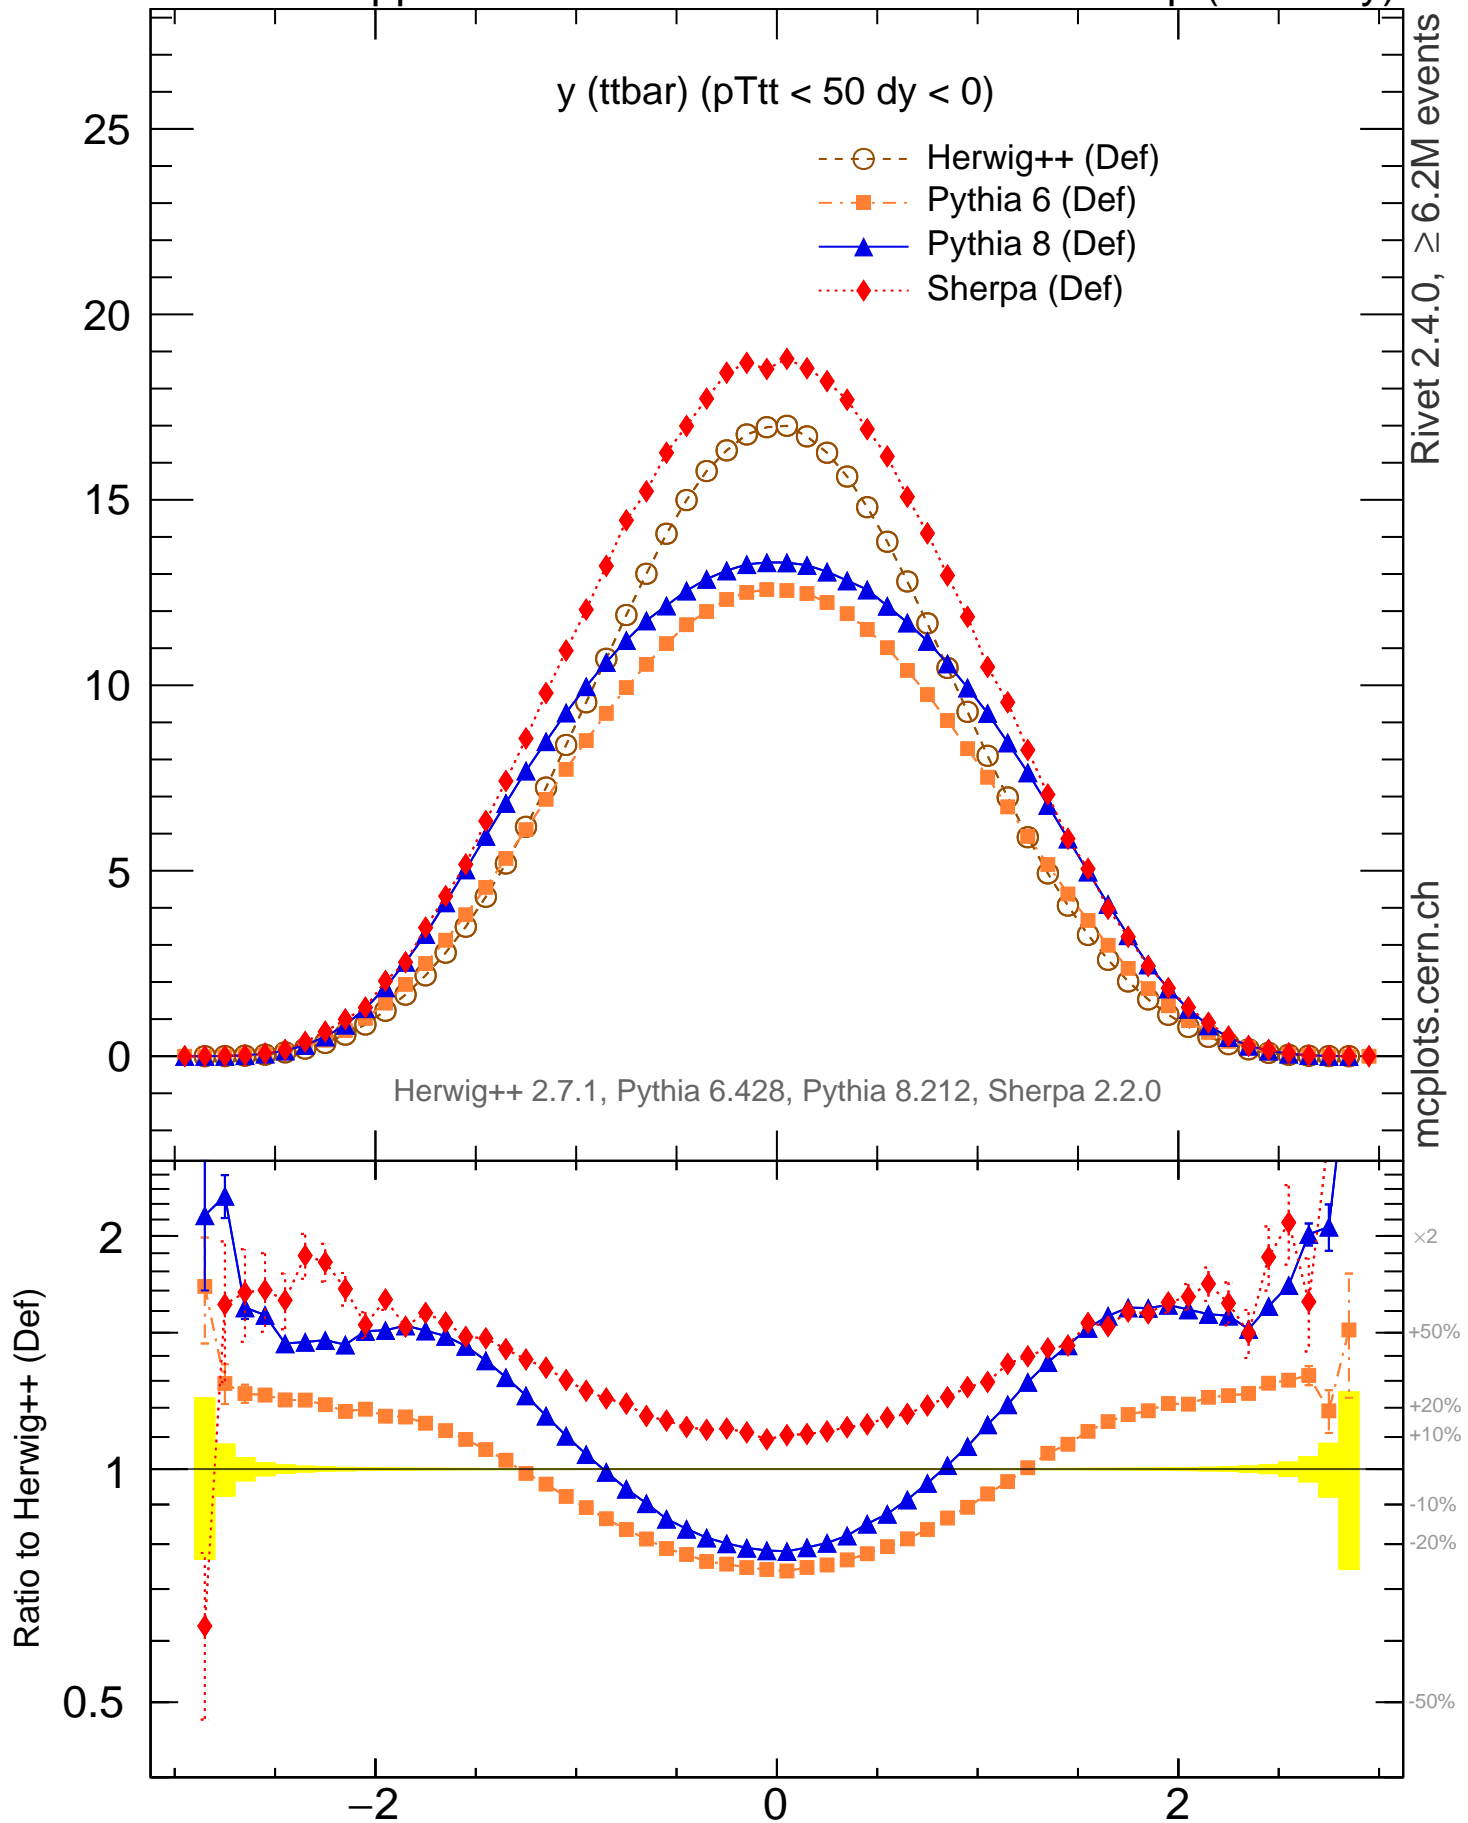 y (ttbar) (pTtt < 50 dy < 0)
Herwig++ (Def)
Pythia 6 (Def)
Pythia 8 (Def)
Sherpa (Def)
25
20
15
10
5
0
Herwig++ 2.7.1, Pythia 6.428, Pythia 8.212, Sherpa 2.2.0
Rivet 2.4.0, ≥ 6.2M events
mcplots.cern.ch
Ratio to Herwig++ (Def)
2
1
0.5
×2
+50%
+20%
+10%
-10%
-20%
-50%
−2
0
2